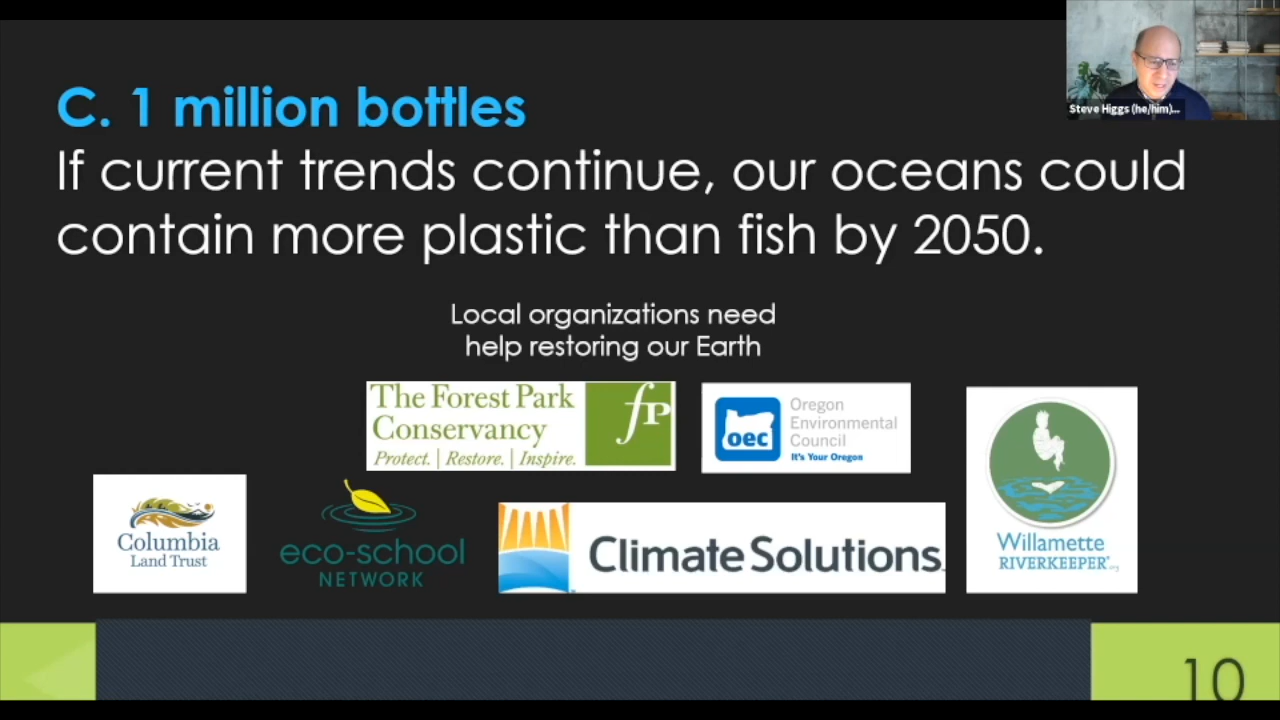 Steve Higgs (he/him)...
C. 1 million bottles
If current trends continue, our oceans could
contain more plastic than fish by 2050.
Local organizations need
help restoring our Earth
The Forest Park
Conservancy
Protect. | Restore. | Inspire.
fP
oec
Oregon
Environmental
Council
It's Your Oregon
Columbia
Land Trust
eco-school
NETWORK
Climate Solutions
Willamette
RIVERKEEPER
10